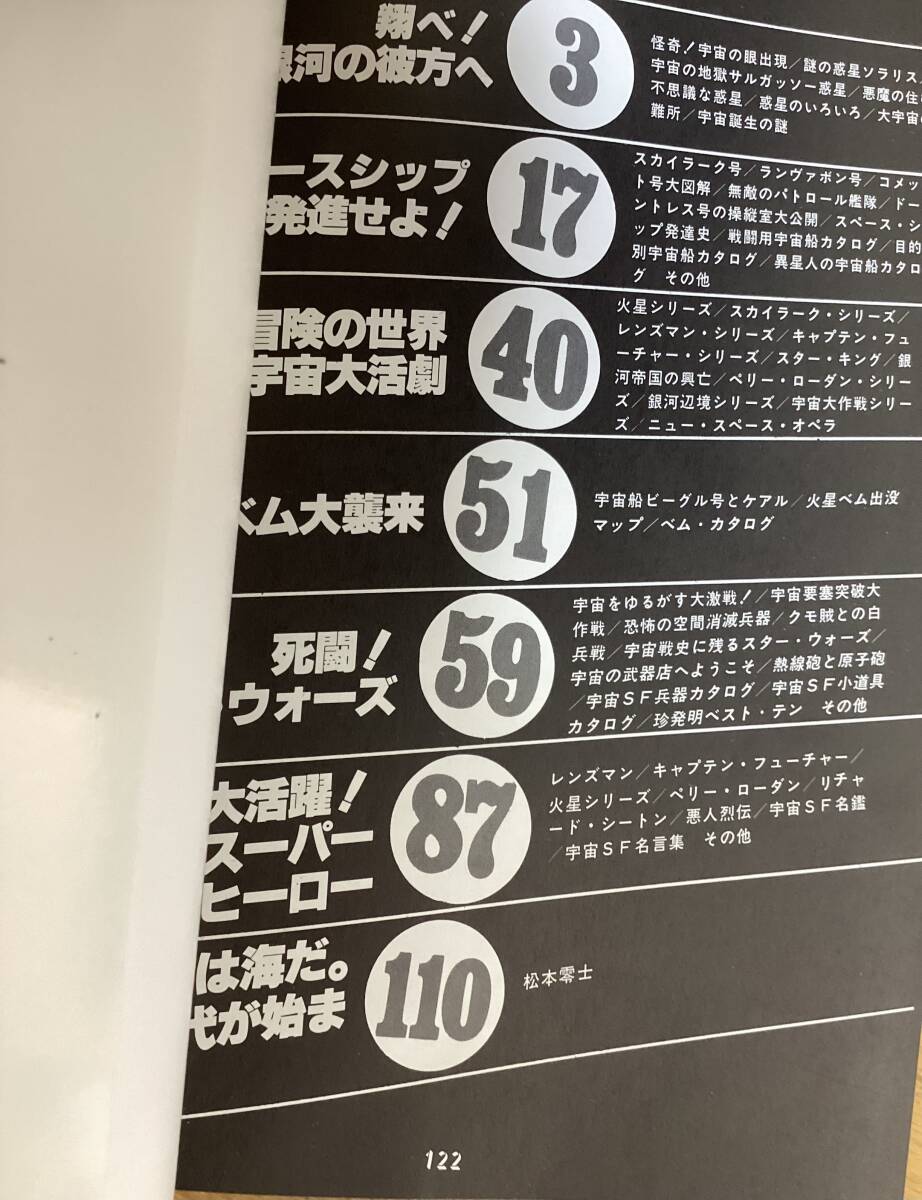 翔べ！
銀河の彼方へ
3
怪奇！宇宙の眼出現／謎の惑星ソラリス
宇宙の地獄サルガッソー惑星／悪魔の住
不思議な惑星／惑星のいろいろ／大宇宙の
難所／宇宙誕生の謎
ースシップ
発進せよ！
17
スカイラーク号／ランヴァボン号／コメッ
ト号大図解／無敵のパトロール艦隊／ドー
ントレス号の操縦室大公開／スペース・シ
ップ発達史／戦闘用宇宙船カタログ／目的
別宇宙船カタログ／異星人の宇宙船カタロ
グ　その他
冒険の世界
宇宙大活劇
40
火星シリーズ／スカイラーク・シリーズ／
レンズマン・シリーズ／キャプテン・フュ
ーチャー・シリーズ／スター・キング／銀
河帝国の興亡／ペリー・ローダン・シリー
ズ／銀河辺境シリーズ／宇宙大作戦シリー
ズ／ニュー・スペース・オペラ
ベム大襲来
51
宇宙船ビーグル号とケアル／火星ベム出没
マップ／ベム・カタログ
死闘！
・ウォーズ
59
宇宙をゆるがす大激戦！／宇宙要塞突破大
作戦／恐怖の空間消滅兵器／クモ賊との白
兵戦／宇宙戦史に残るスター・ウォーズ／
宇宙の武器店へようこそ／熱線砲と原子砲
／宇宙ＳＦ兵器カタログ／宇宙ＳＦ小道具
カタログ／珍発明ベスト・テン　その他
大活躍！
スーパー
ヒーロー
87
レンズマン／キャプテン・フューチャー／
火星シリーズ／ペリー・ローダン／リチャ
ード・シートン／悪人烈伝／宇宙ＳＦ名鑑
／宇宙ＳＦ名言集　その他
は海だ。
代が始ま
110
松本零士
122